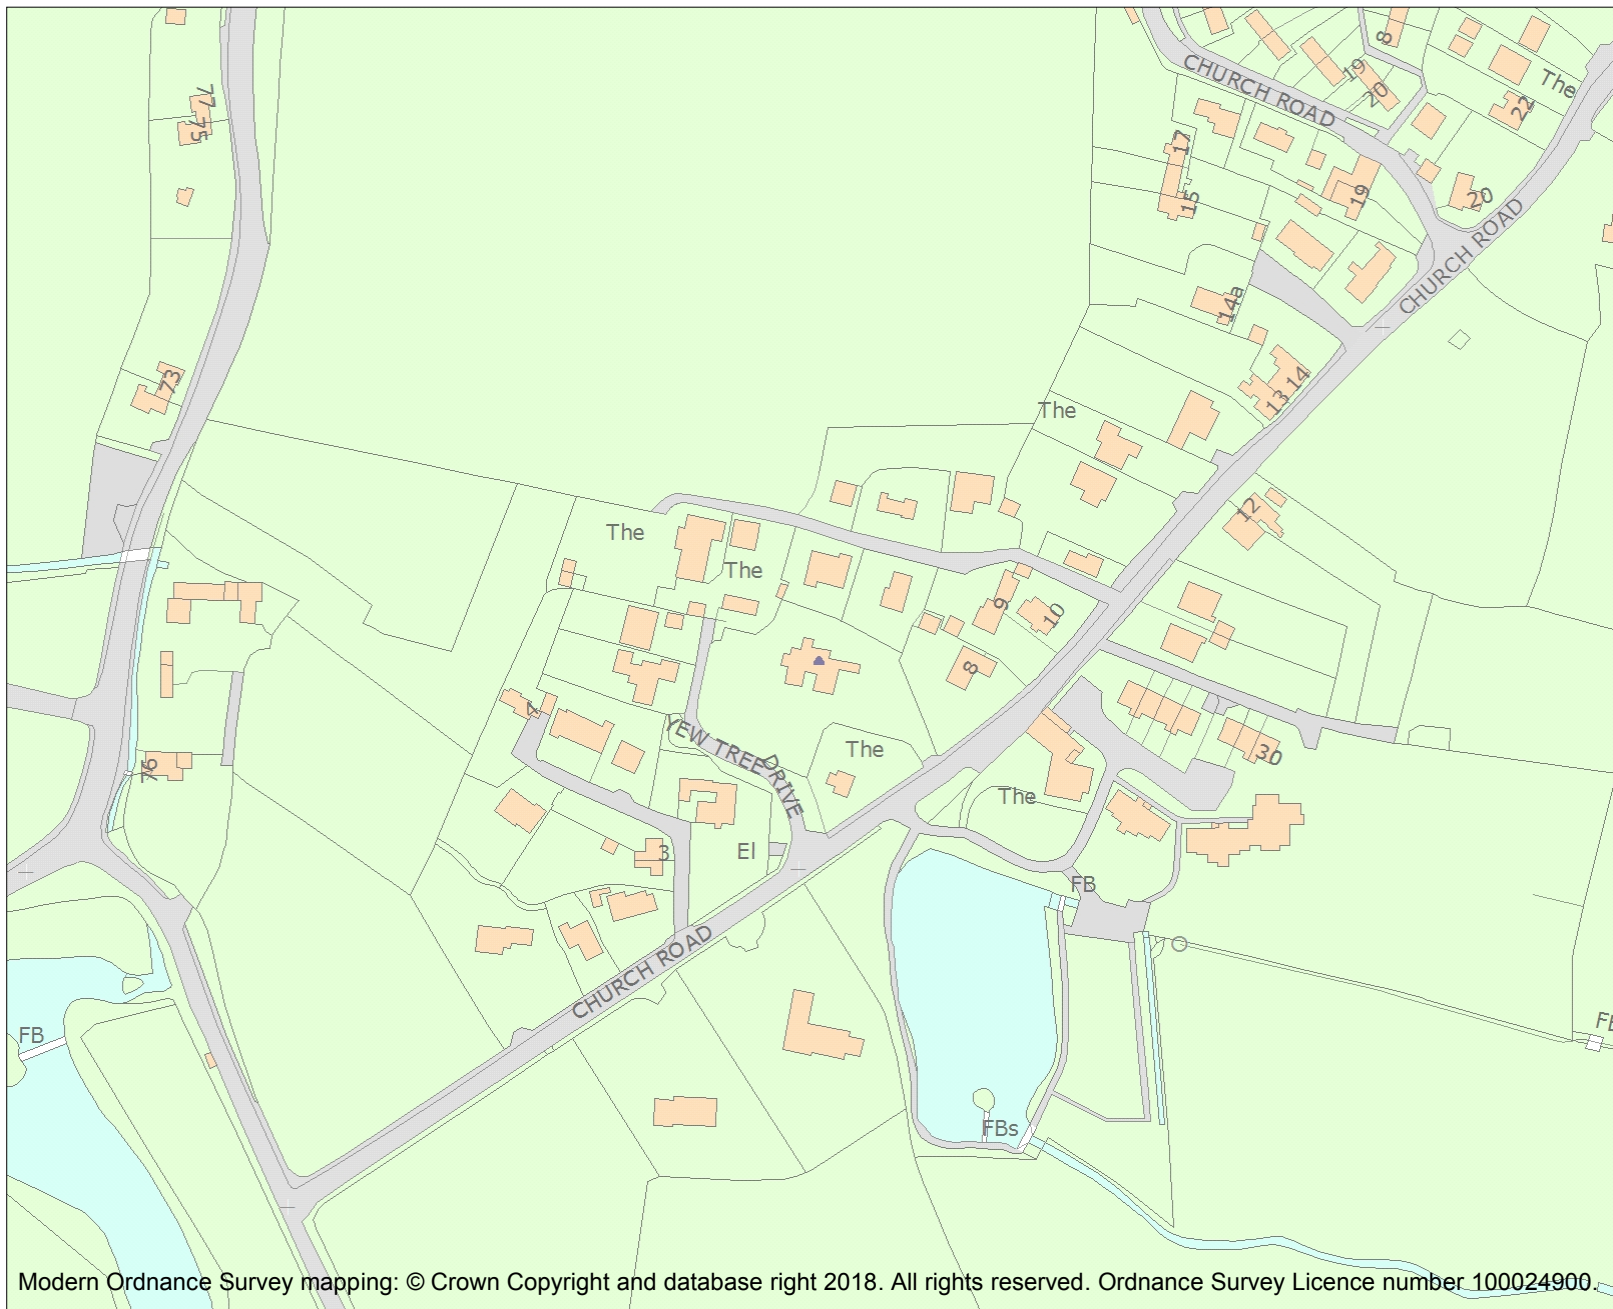 8
CHURCH ROAD
19
20
The
22
77
75
17
15
19
20
CHURCH ROAD
14a
73
14
13
The
12
The
The
9
10
8
4
YEW TREE DRIVE
The
30
76
The
El
3
FB
CHURCH ROAD
FB
FB
FBs
Modern Ordnance Survey mapping: © Crown Copyright and database right 2018. All rights reserved. Ordnance Survey Licence number 100024900.